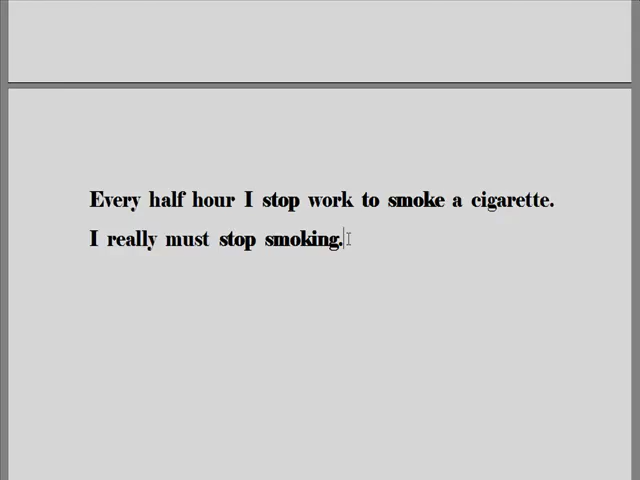 Every half hour I stop work to smoke a cigarette.
I really must stop smoking.